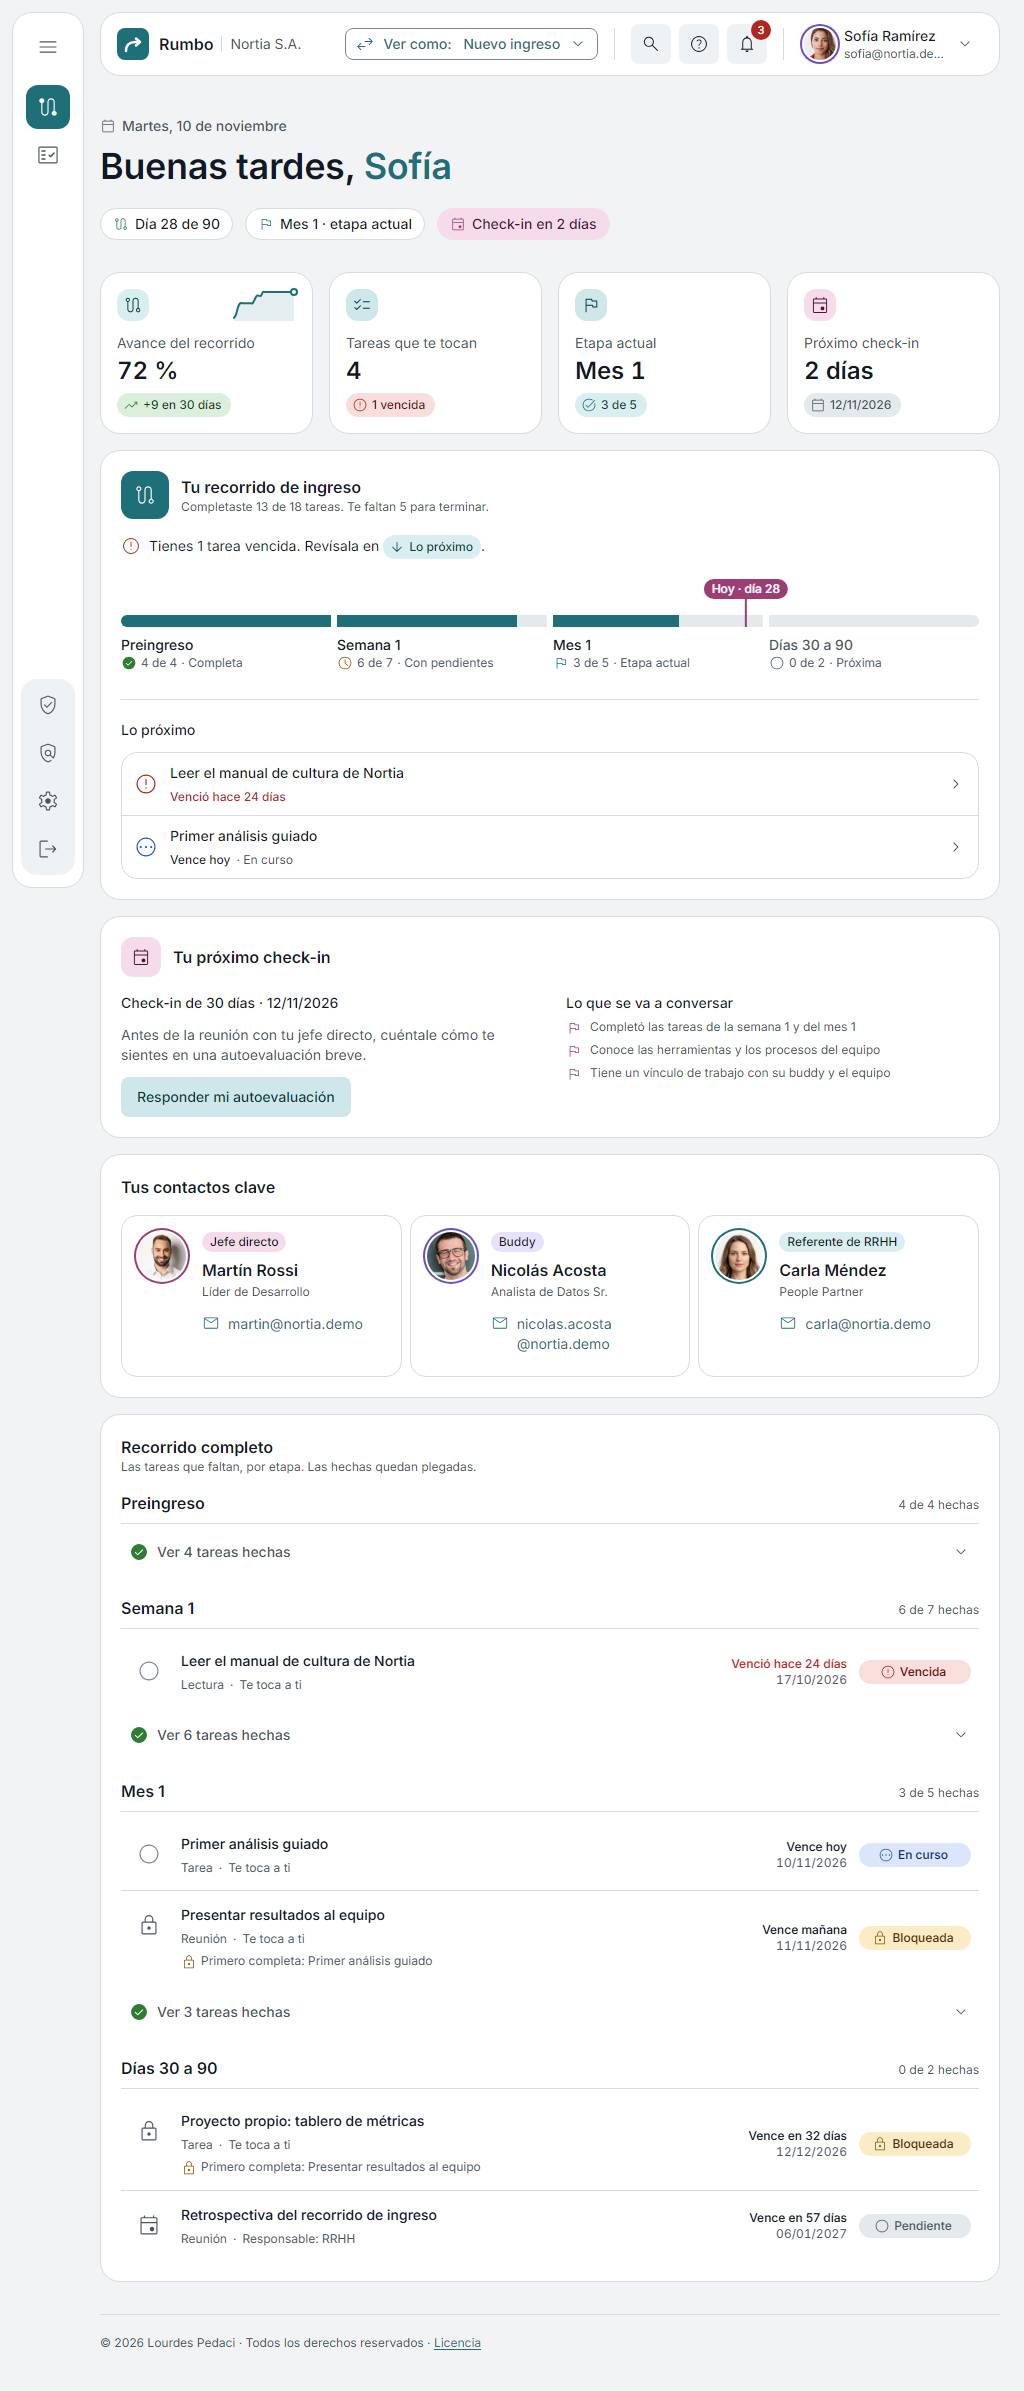 Rumbo
Nortia S.A.
Ver como: Nuevo ingreso
3
Sofía Ramírez
sofia@nortia.de...
Martes, 10 de noviembre
Buenas tardes, Sofía
Día 28 de 90
Mes 1 · etapa actual
Check-in en 2 días
Avance del recorrido
72 %
+9 en 30 días
Tareas que te tocan
4
1 vencida
Etapa actual
Mes 1
3 de 5
Próximo check-in
2 días
12/11/2026
Tu recorrido de ingreso
Completaste 13 de 18 tareas. Te faltan 5 para terminar.
Tienes 1 tarea vencida. Revísala en Lo próximo.
Hoy · día 28
Preingreso
4 de 4 · Completa
Semana 1
6 de 7 · Con pendientes
Mes 1
3 de 5 · Etapa actual
Días 30 a 90
0 de 2 · Próxima
Lo próximo
Leer el manual de cultura de Nortia
Venció hace 24 días
Primer análisis guiado
Vence hoy · En curso
Tu próximo check-in
Check-in de 30 días · 12/11/2026
Antes de la reunión con tu jefe directo, cuéntale cómo te
sientes en una autoevaluación breve.
Responder mi autoevaluación
Lo que se va a conversar
Completó las tareas de la semana 1 y del mes 1
Conoce las herramientas y los procesos del equipo
Tiene un vínculo de trabajo con su buddy y el equipo
Tus contactos clave
Jefe directo
Martín Rossi
Líder de Desarrollo
martin@nortia.demo
Buddy
Nicolás Acosta
Analista de Datos Sr.
nicolas.acosta
@nortia.demo
Referente de RRHH
Carla Méndez
People Partner
carla@nortia.demo
Recorrido completo
Las tareas que faltan, por etapa. Las hechas quedan plegadas.
Preingreso
4 de 4 hechas
Ver 4 tareas hechas
Semana 1
6 de 7 hechas
Leer el manual de cultura de Nortia
Lectura · Te toca a ti
Venció hace 24 días
17/10/2026
Vencida
Ver 6 tareas hechas
Mes 1
3 de 5 hechas
Primer análisis guiado
Tarea · Te toca a ti
Vence hoy
10/11/2026
En curso
Presentar resultados al equipo
Reunión · Te toca a ti
Primero completa: Primer análisis guiado
Vence mañana
11/11/2026
Bloqueada
Ver 3 tareas hechas
Días 30 a 90
0 de 2 hechas
Proyecto propio: tablero de métricas
Tarea · Te toca a ti
Primero completa: Presentar resultados al equipo
Vence en 32 días
12/12/2026
Bloqueada
Retrospectiva del recorrido de ingreso
Reunión · Responsable: RRHH
Vence en 57 días
06/01/2027
Pendiente
© 2026 Lourdes Pedaci · Todos los derechos reservados · Licencia